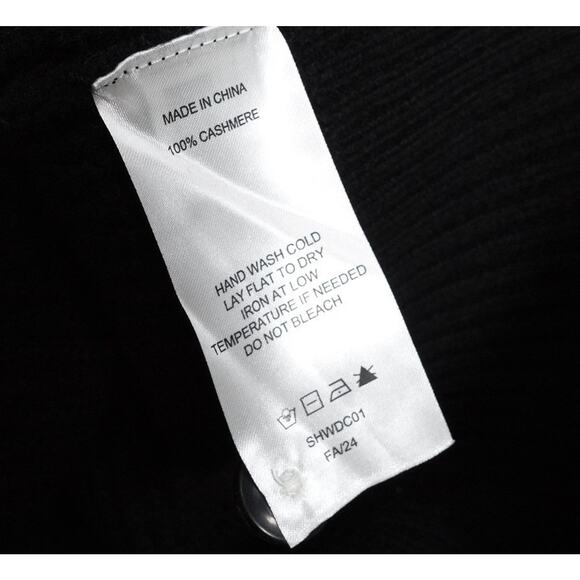 MADE IN CHINA
100% CASHMERE
HAND WASH COLD
LAY FLAT TO DRY
IRON AT LOW
TEMPERATURE IF NEEDED
DO NOT BLEACH
SHWDC01
FA/24